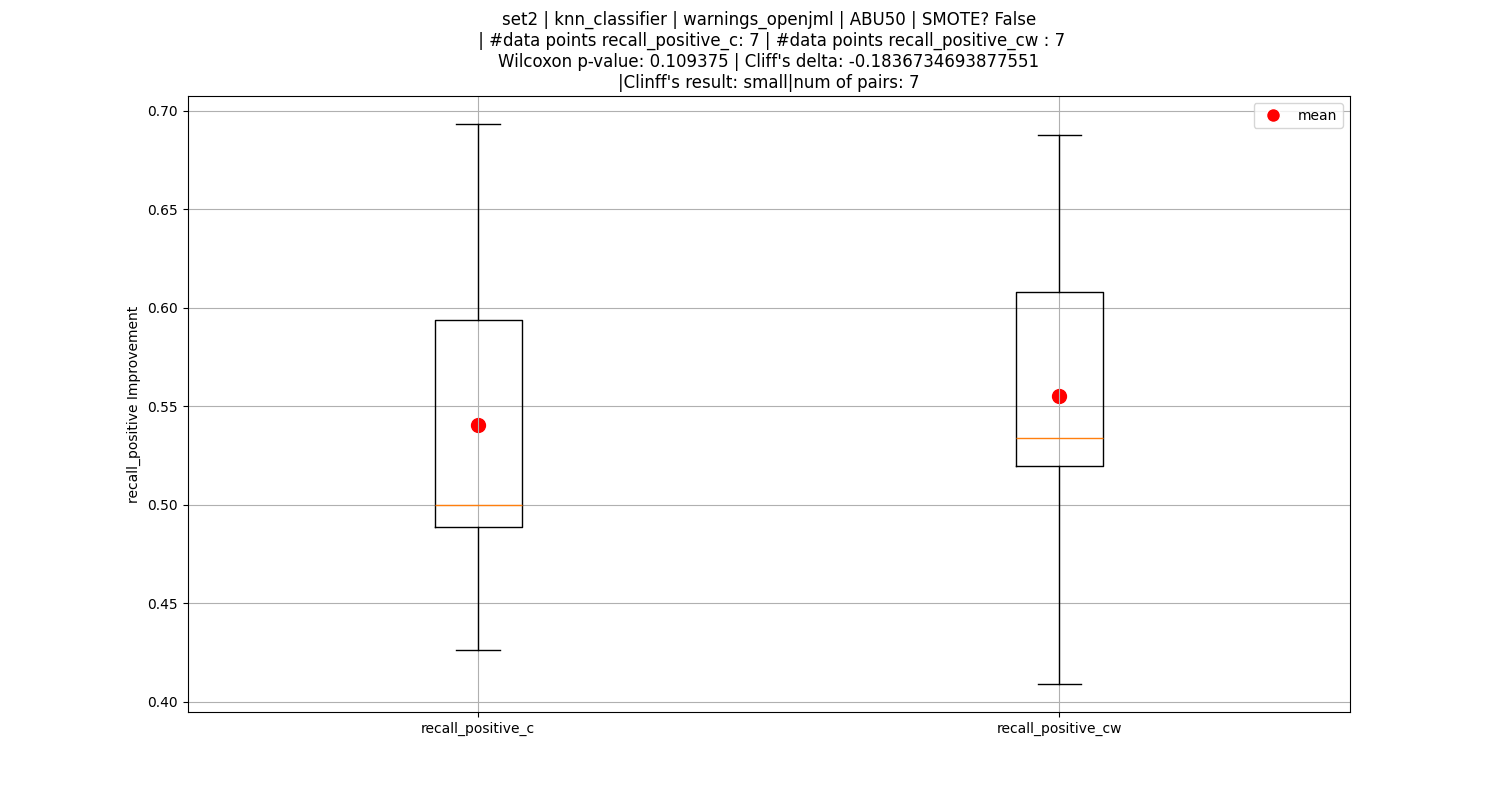 set2 | knn_classifier | warnings_openjml | ABU50 | SMOTE? False
| #data points recall_positive_c: 7 | #data points recall_positive_cw : 7
Wilcoxon p-value: 0.109375 | Cliff's delta: -0.1836734693877551
|Clinff's result: small|num of pairs: 7
mean
0.70
0.65
0.60
0.55
0.50
0.45
0.40
recall_positive Improvement
recall_positive_c
recall_positive_cw